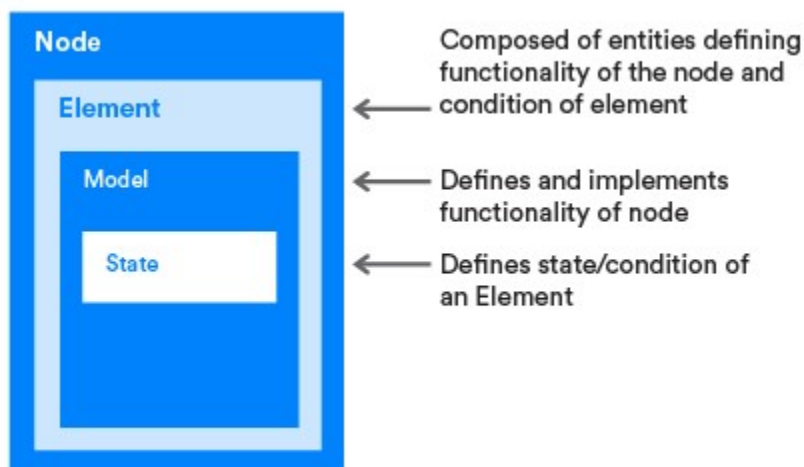 Node
Composed of entities defining
functionality of the node and
condition of element
Element
Model
Defines and implements
functionality of node
State
Defines state/condition of
an Element